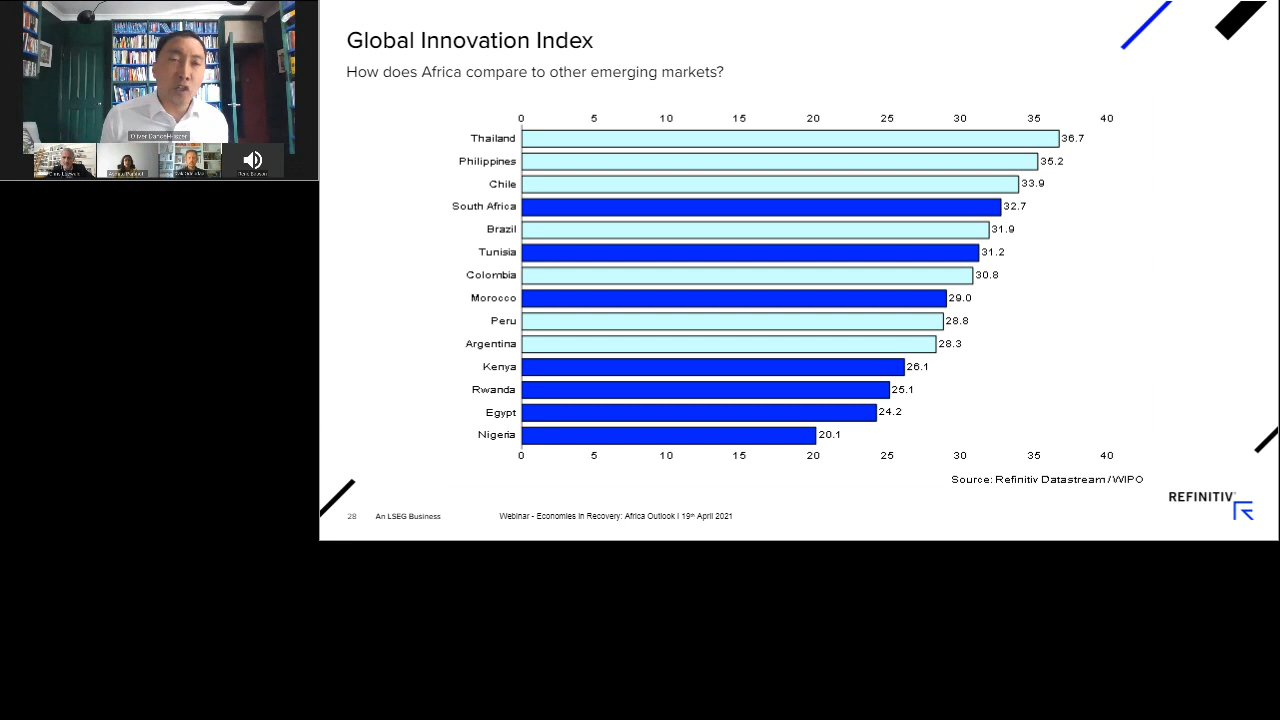 Global Innovation Index
How does Africa compare to other emerging markets?
0 5 10 15 20 25 30 35 40
Thailand 36.7
Philippines 35.2
Chile 33.9
South Africa 32.7
Brazil 31.9
Tunisia 31.2
Colombia 30.8
Morocco 29.0
Peru 28.8
Argentina 28.3
Kenya 26.1
Rwanda 25.1
Egypt 24.2
Nigeria 20.1
0 5 10 15 20 25 30 35 40
Source: Refinitiv Datastream / WIPO
REFINITIV
28 An LSEG Business Webinar - Economies in Recovery: Africa Outlook I 19th April 2021
Oliver
Chris